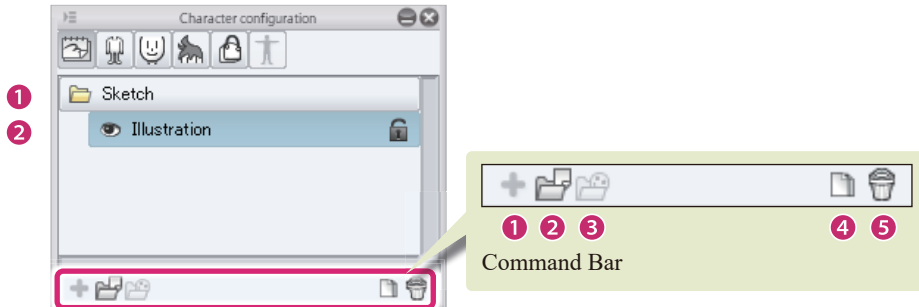 Character configuration
1 Sketch
2 Illustration
1 2 3 4 5
Command Bar